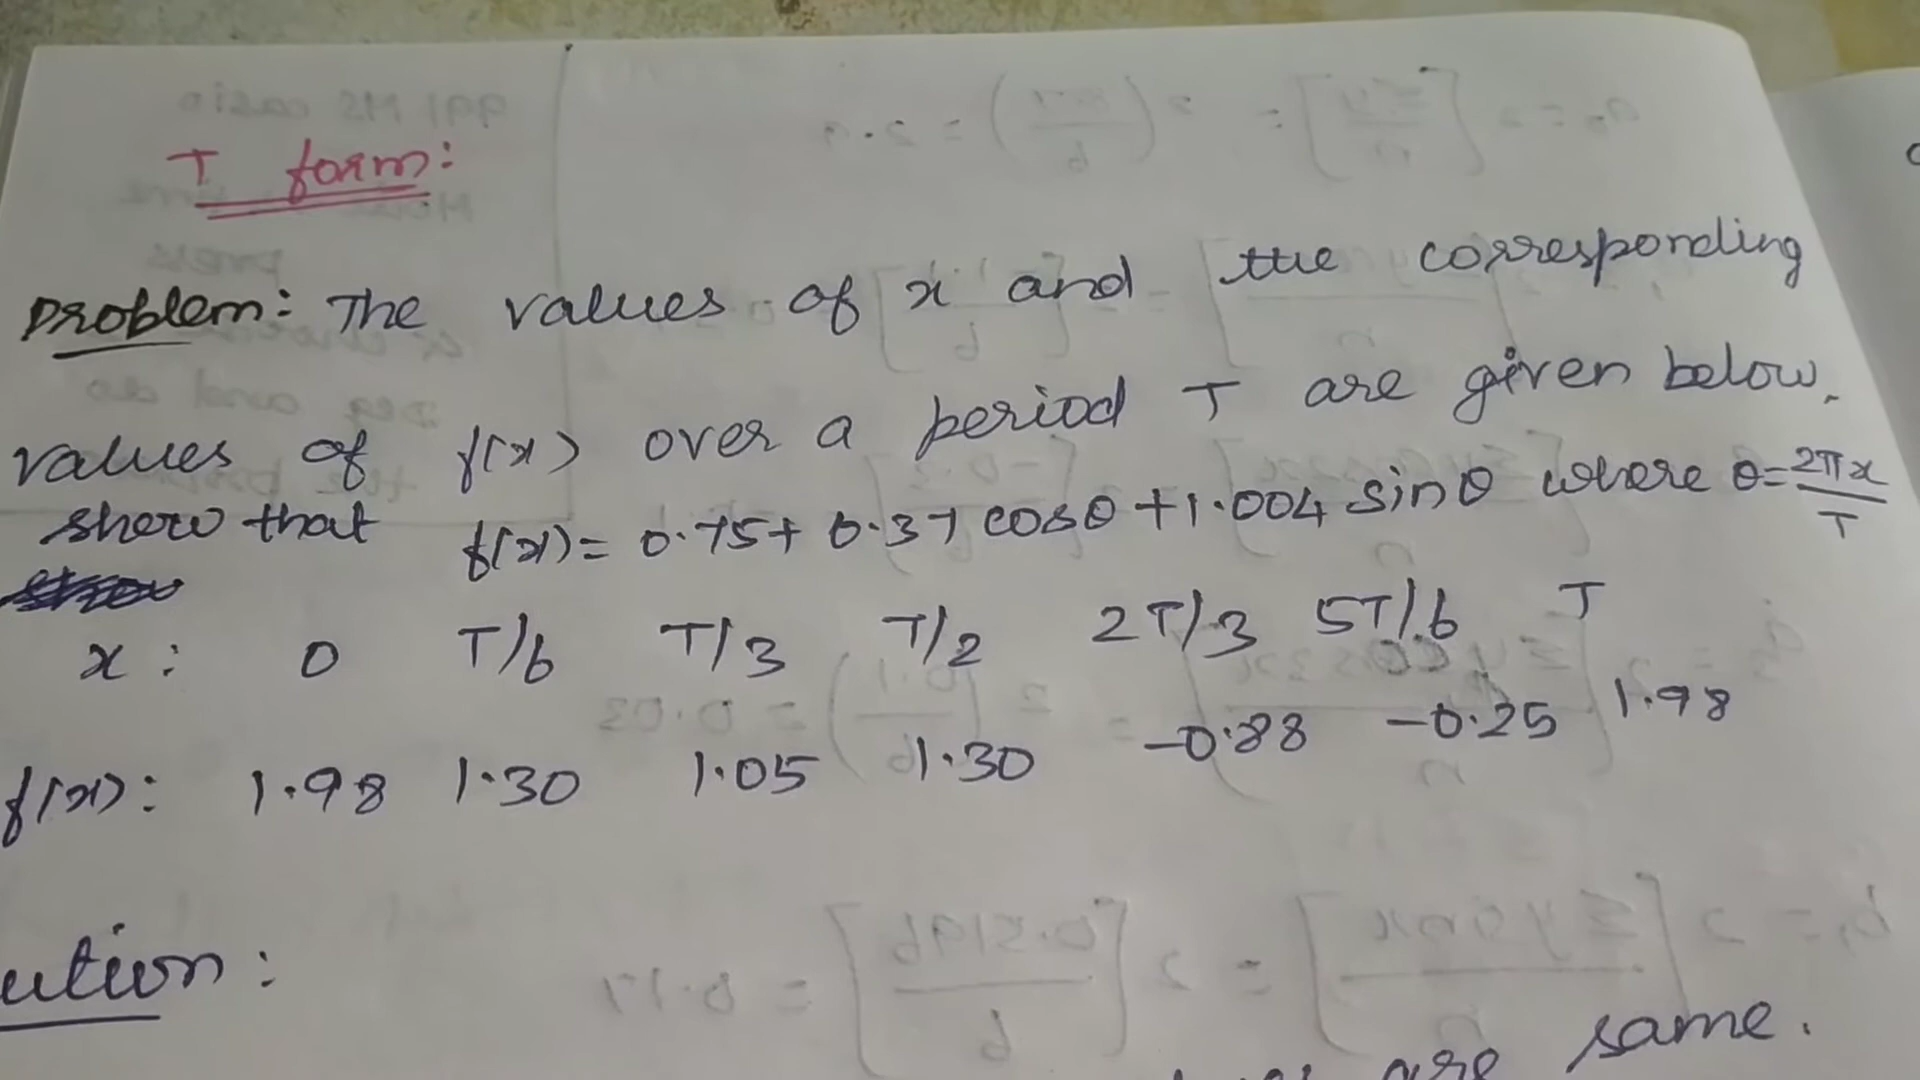 T form:
Problem: The values of x and the corresponding
values of f(x) over a period T are given below.
show that f(x) = 0.75 + 0.37 cosθ + 1.004 sinθ where θ = 2πx/T
x : 0 T/6 T/3 T/2 2T/3 5T/6 T
f(x): 1.98 1.30 1.05 1.30 -0.88 -0.25 1.98
ution:
are same.